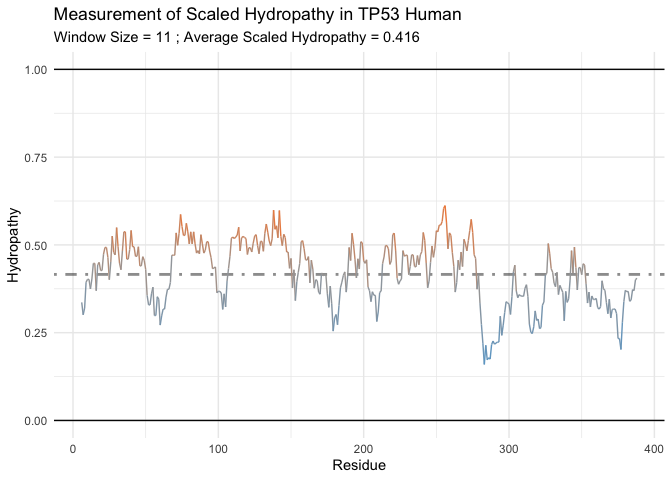 Measurement of Scaled Hydropathy in TP53 Human
Window Size = 11 ; Average Scaled Hydropathy = 0.416
1.00
0.75
0.50
0.25
0.00
Hydropathy
0 100 200 300 400
Residue